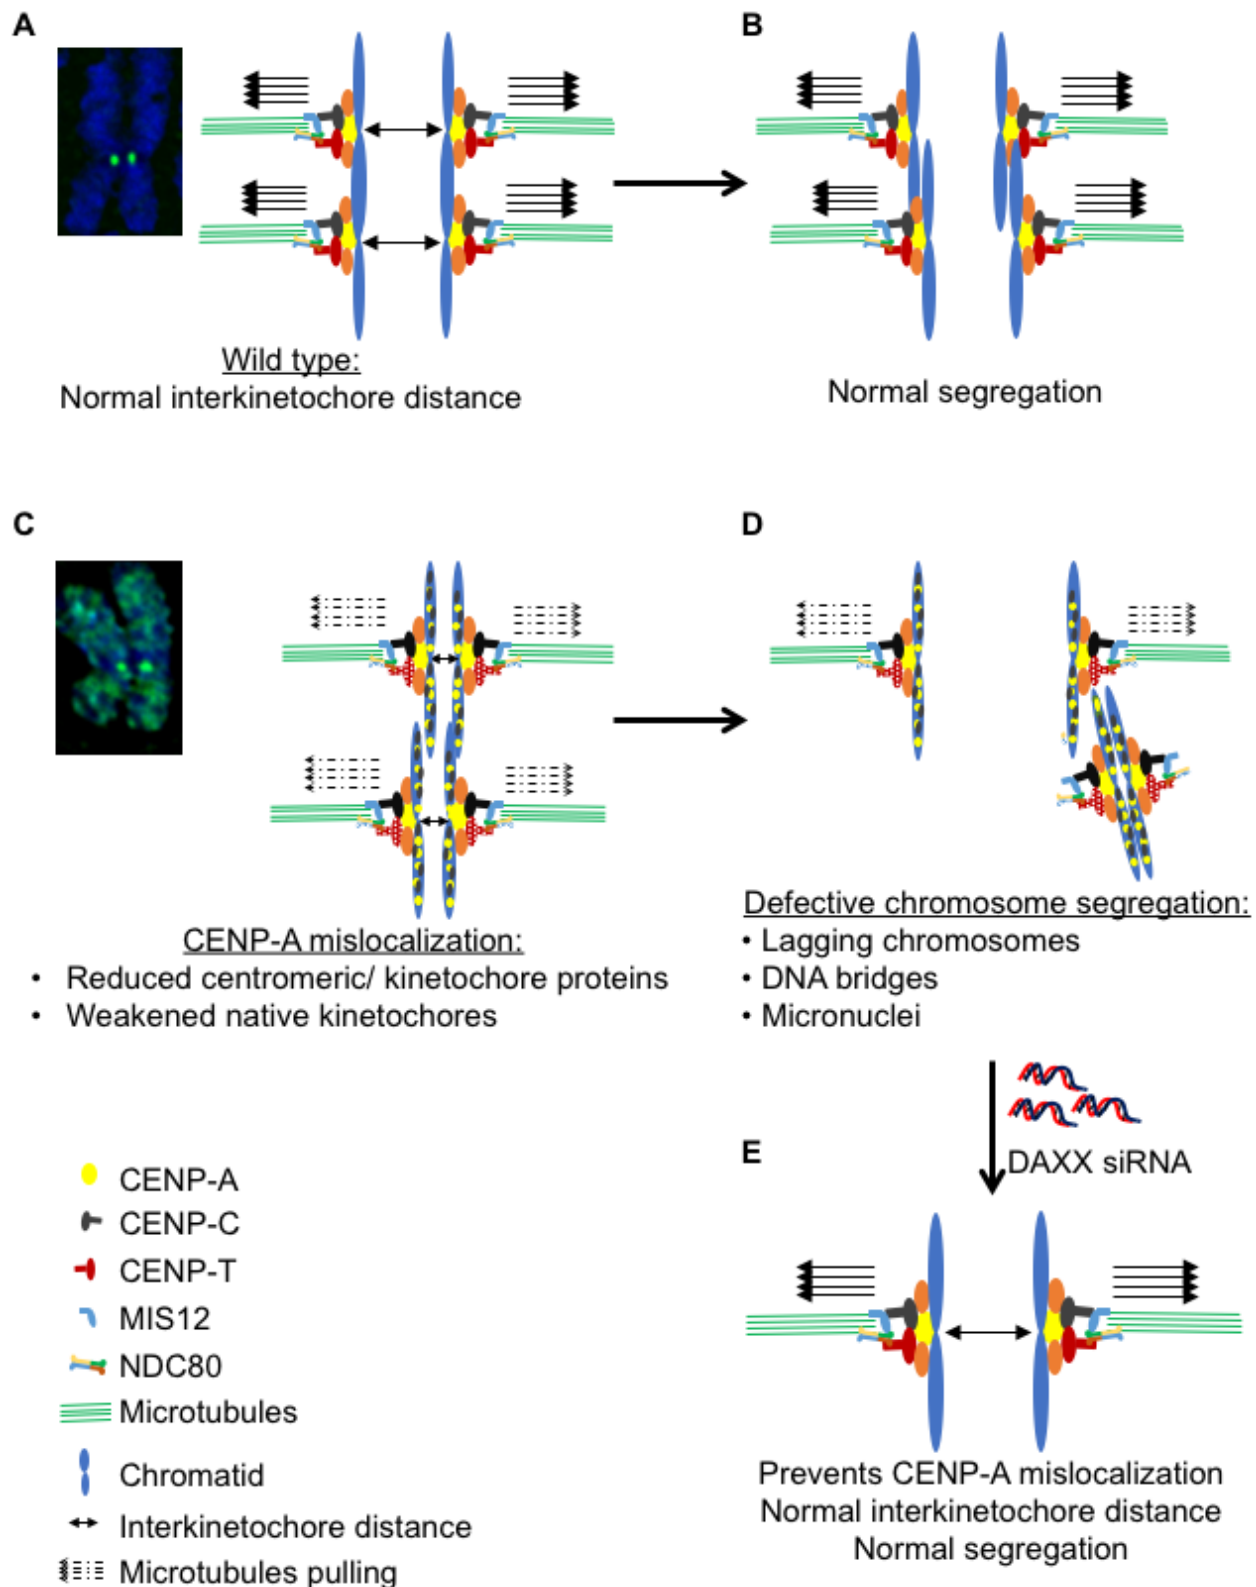 A
B
Wild type:
Normal interkinetochore distance
Normal segregation
C
D
CENP-A mislocalization:
• Reduced centromeric/ kinetochore proteins
• Weakened native kinetochores
Defective chromosome segregation:
• Lagging chromosomes
• DNA bridges
• Micronuclei
DAXX siRNA
E
CENP-A
CENP-C
CENP-T
MIS12
NDC80
Microtubules
Chromatid
Interkinetochore distance
Microtubules pulling
Prevents CENP-A mislocalization
Normal interkinetochore distance
Normal segregation